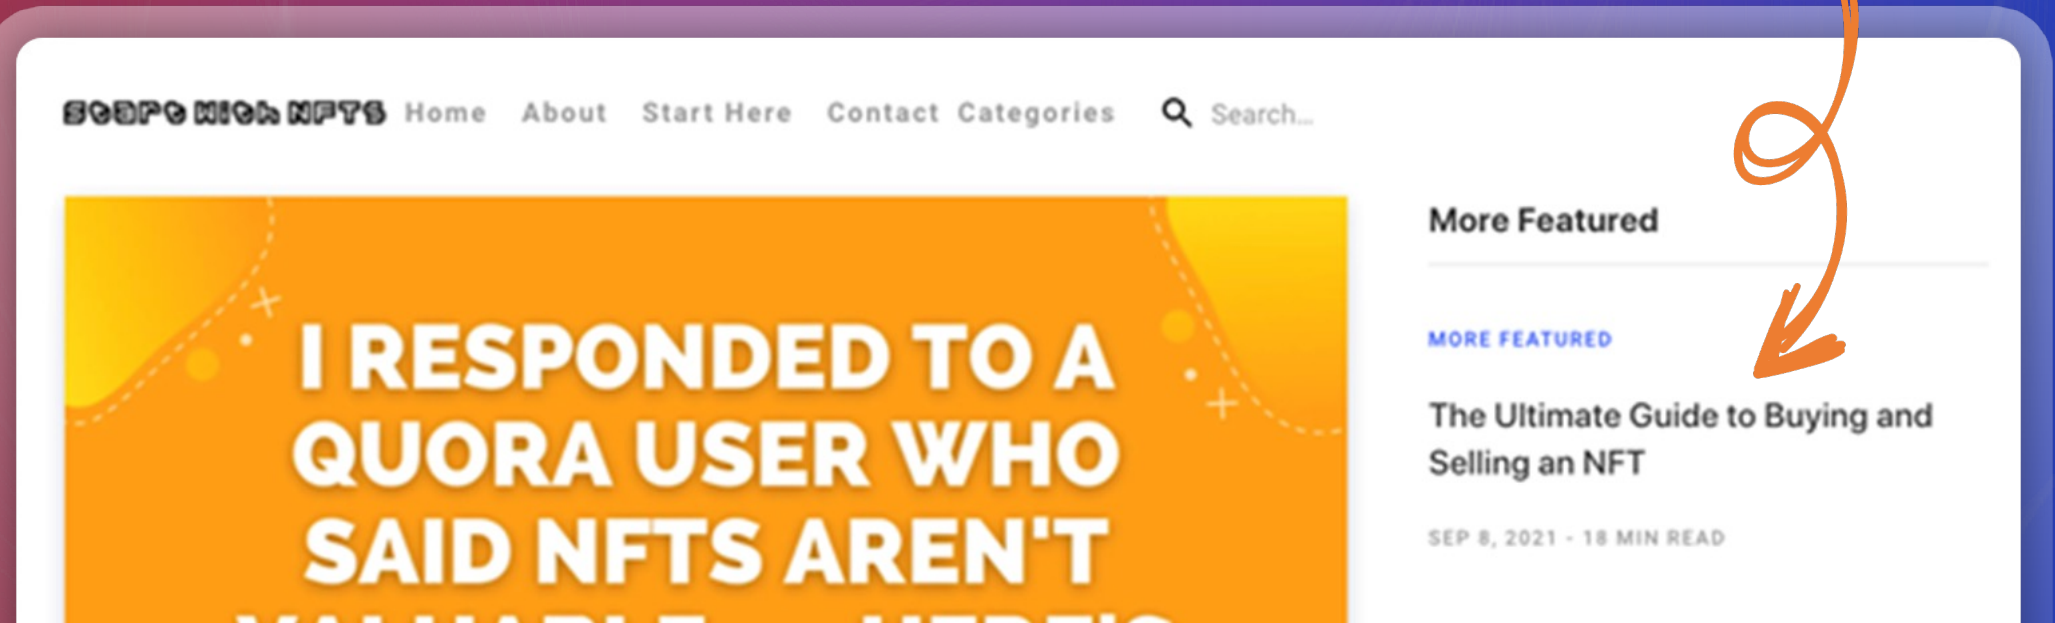 Start With NFTS Home About Start Here Contact Categories Search...
I RESPONDED TO A
QUORA USER WHO
SAID NFTS AREN'T
More Featured
MORE FEATURED
The Ultimate Guide to Buying and
Selling an NFT
SEP 8, 2021 - 18 MIN READ